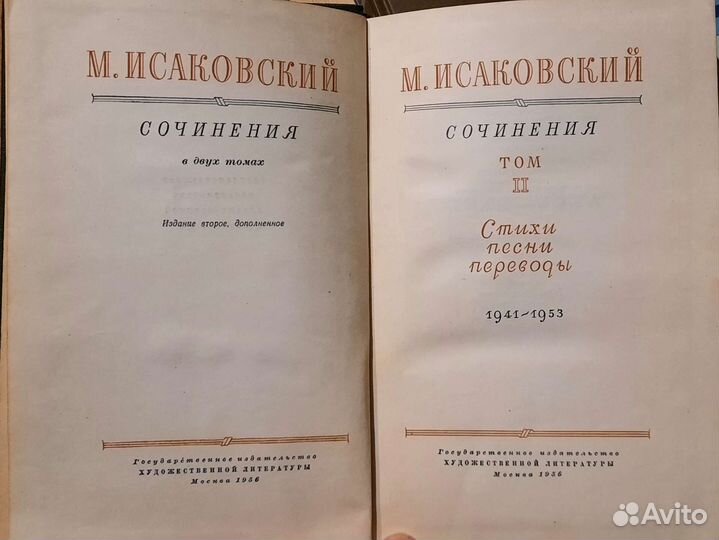 М. ИСАКОВСКИЙ
СОЧИНЕНИЯ
в двух томах
Издание второе, дополненное
Государственное издательство
ХУДОЖЕСТВЕННОЙ ЛИТЕРАТУРЫ
Москва 1956
М. ИСАКОВСКИЙ
СОЧИНЕНИЯ
ТОМ
II
Стихи
песни
переводы
1941–1953
Государственное издательство
ХУДОЖЕСТВЕННОЙ ЛИТЕРАТУРЫ
Москва 1956
Avito